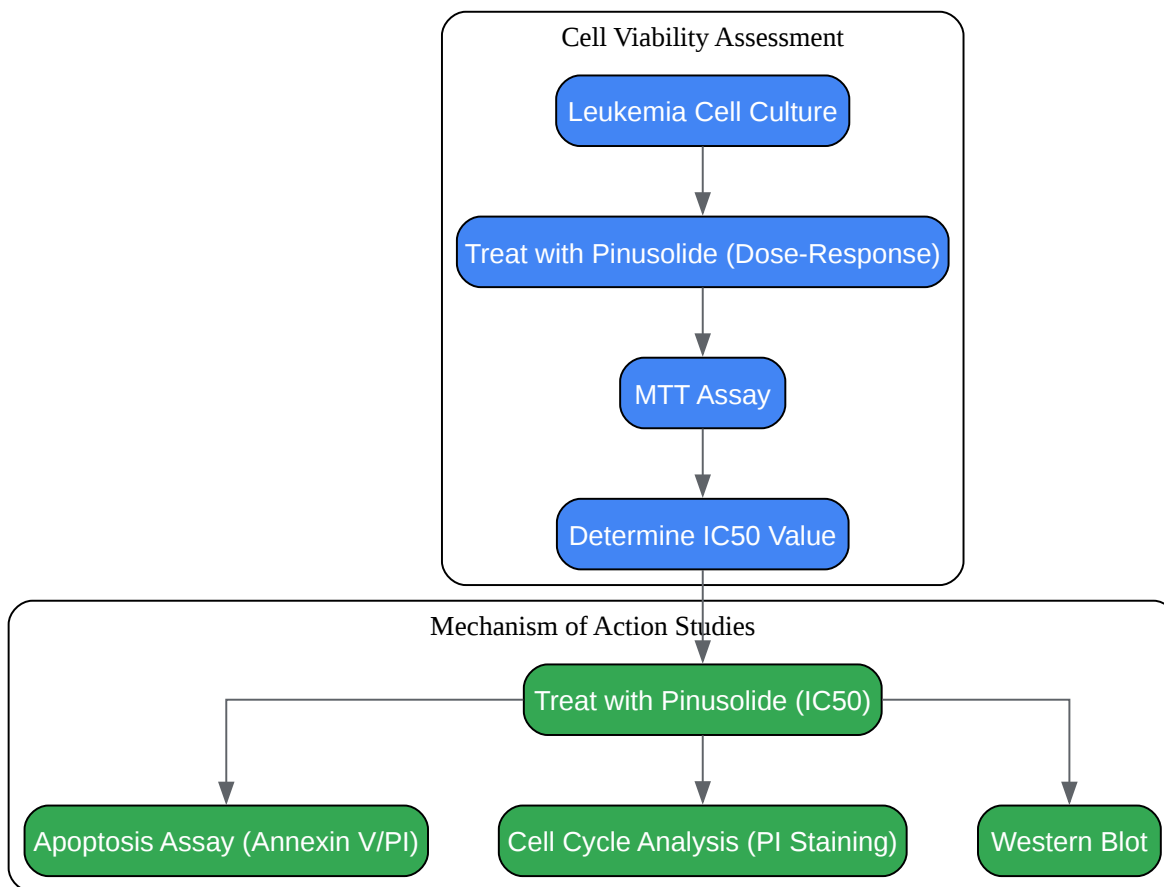 Cell Viability Assessment
Leukemia Cell Culture
Treat with Pinusolide (Dose-Response)
MTT Assay
Determine IC50 Value
Mechanism of Action Studies
Treat with Pinusolide (IC50)
Apoptosis Assay (Annexin V/PI)
Cell Cycle Analysis (PI Staining)
Western Blot